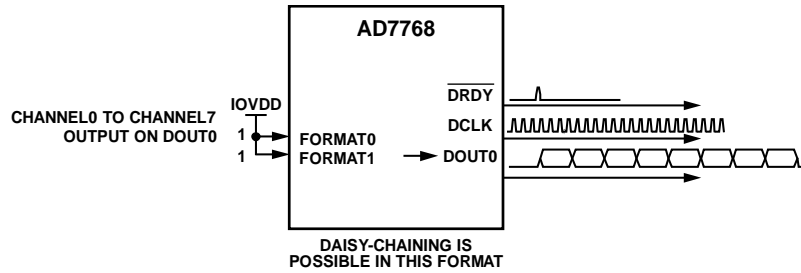 AD7768
DRDY
IOVDD
CHANNEL0 TO CHANNEL7
OUTPUT ON DOUT0
1
1
FORMAT0
FORMAT1
DCLK
DOUT0
DAISY-CHAINING IS
POSSIBLE IN THIS FORMAT